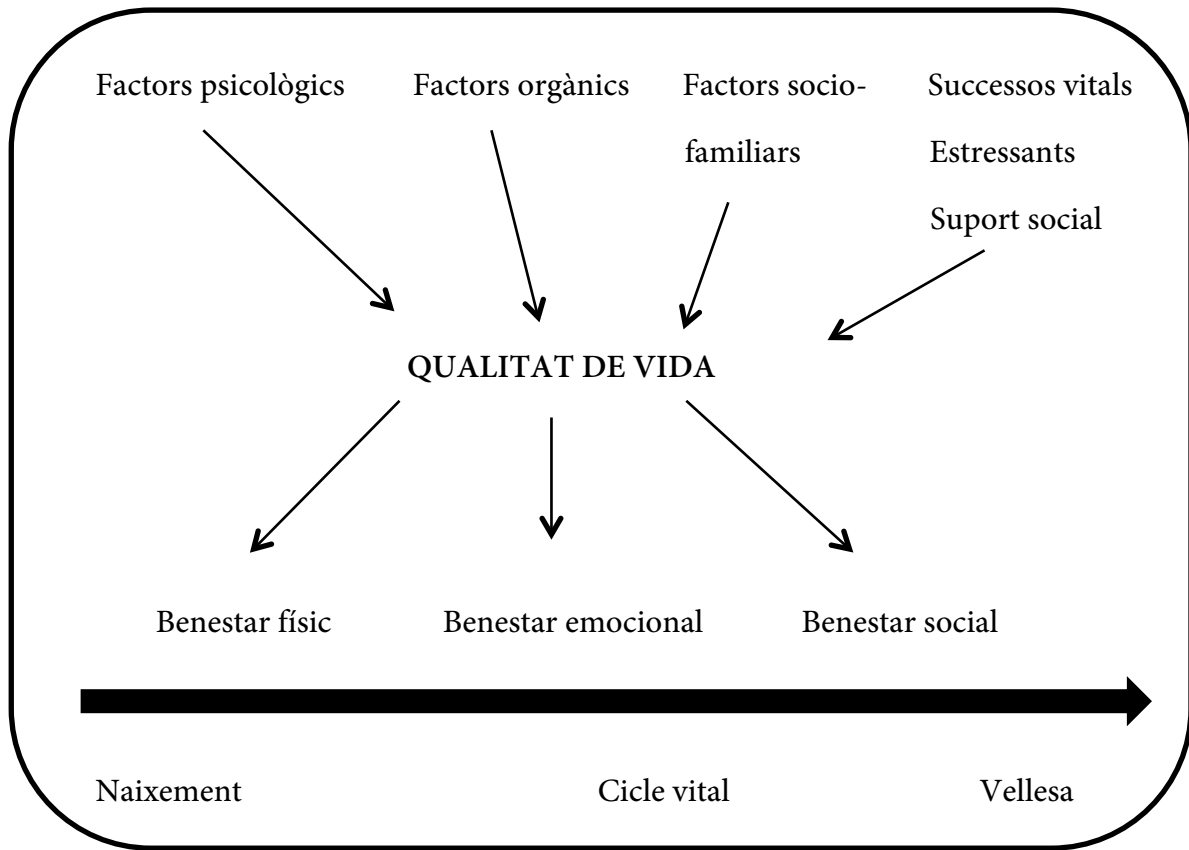 Factors psicològics
Factors orgànics
Factors socio-
familiars
Successos vitals
Estressants
Suport social
QUALITAT DE VIDA
Benestar físic
Benestar emocional
Benestar social
Naixement
Cicle vital
Vellesa